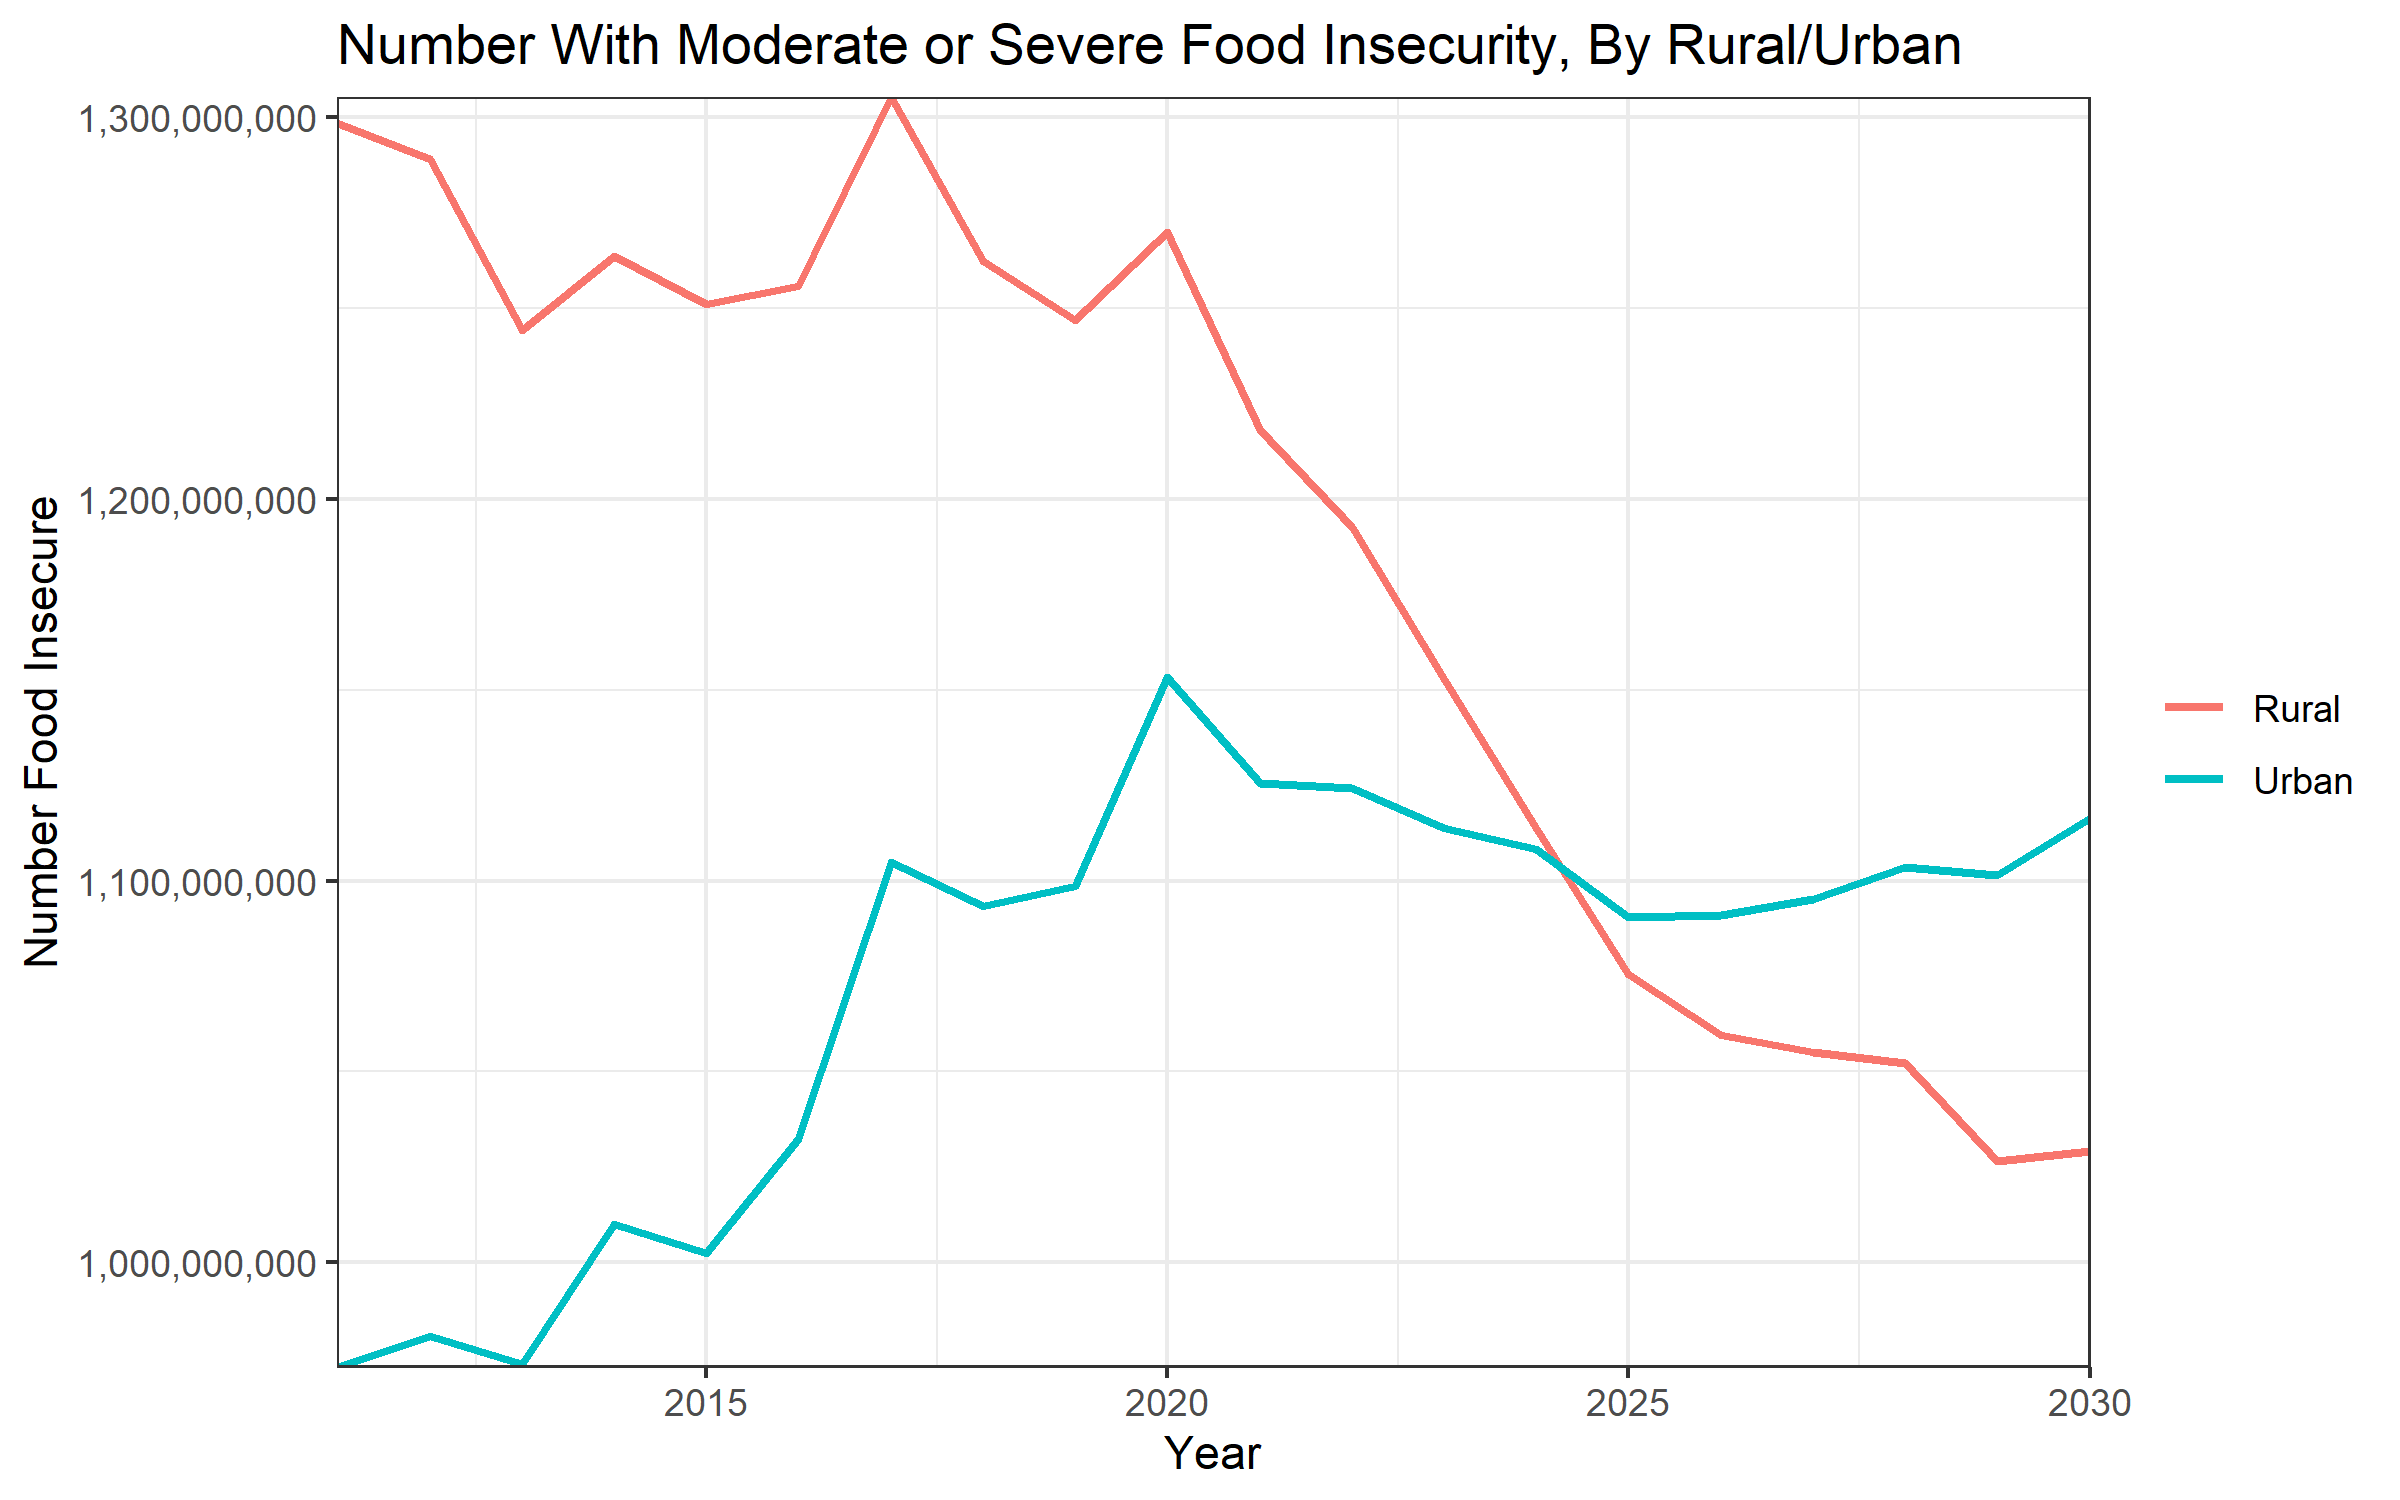 Number With Moderate or Severe Food Insecurity, By Rural/Urban
Number Food Insecure
1,300,000,000
1,200,000,000
1,100,000,000
1,000,000,000
2015
2020
2025
2030
Year
Rural
Urban